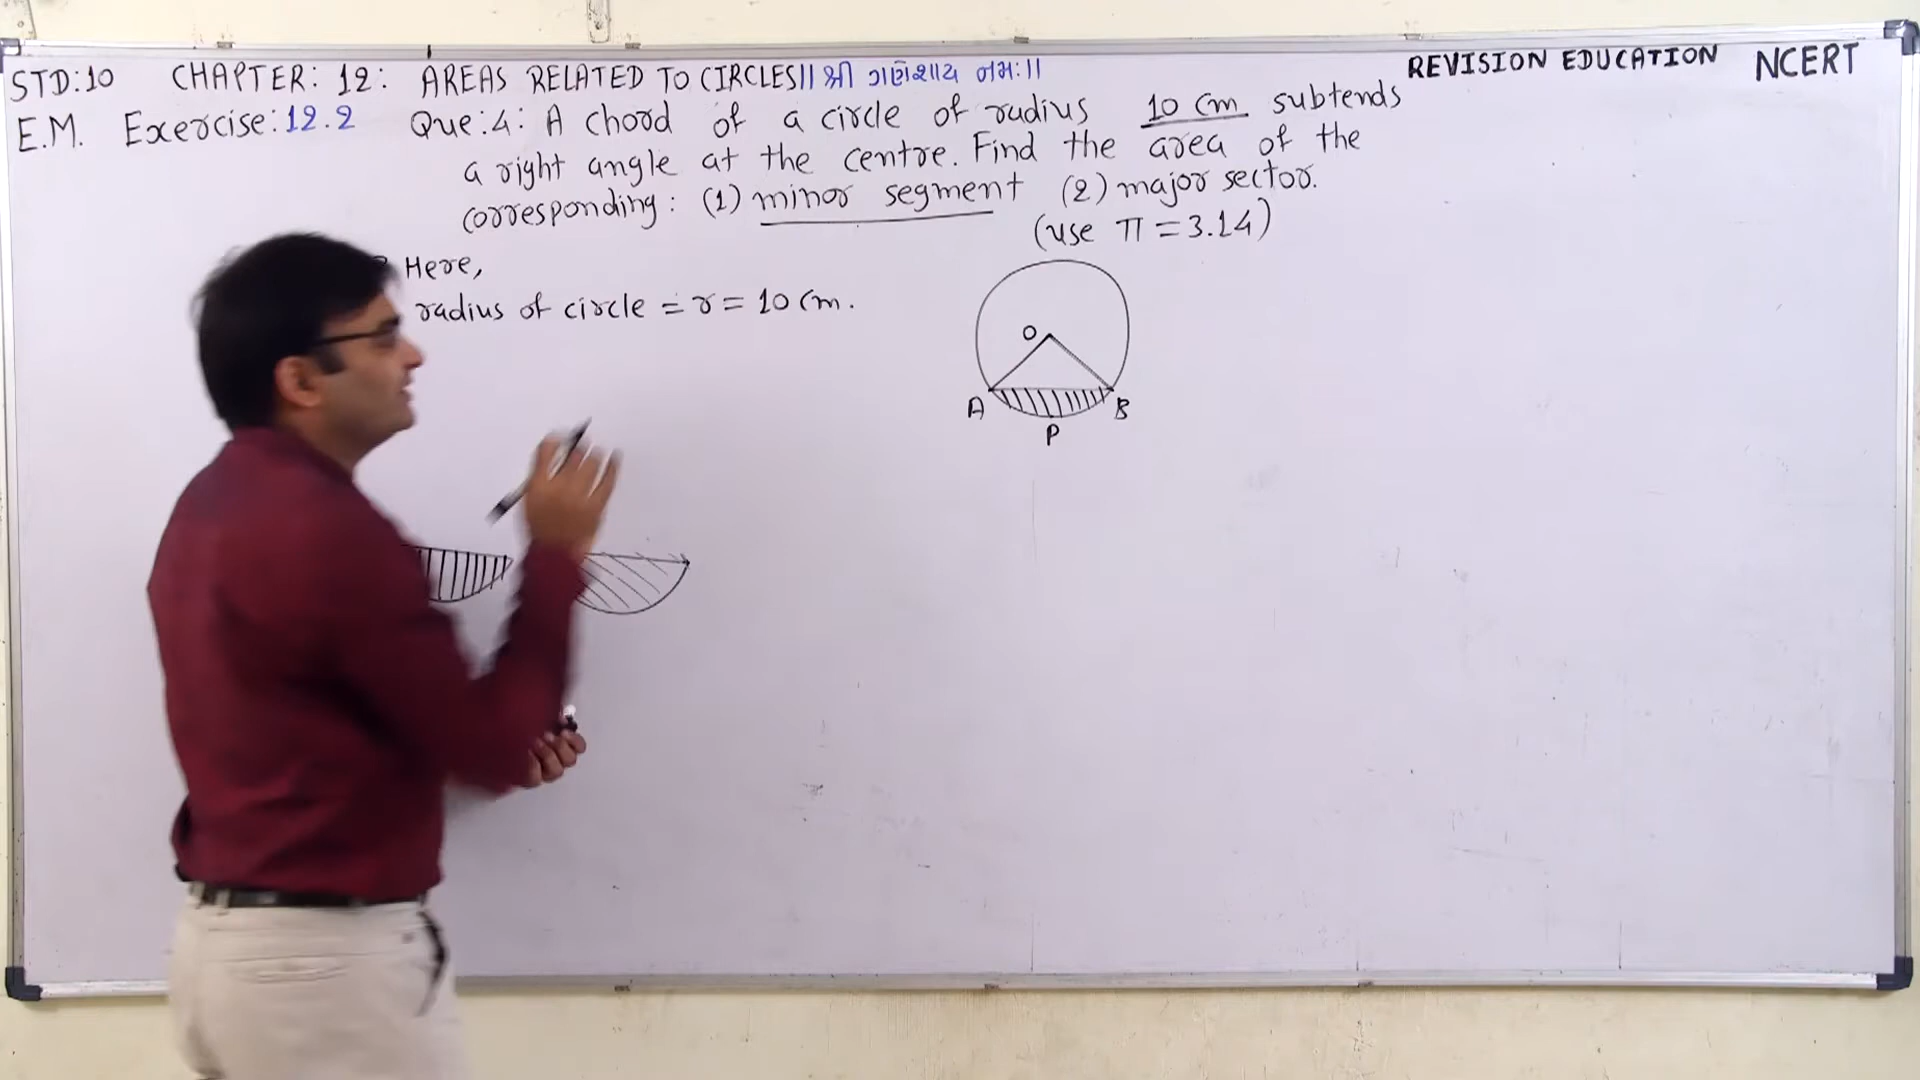 STD:10 CHAPTER: 12: AREAS RELATED TO CIRCLES।। શ્રી ગણેશાય નમઃ।। REVISION EDUCATION NCERT
E.M. Exercise:12.2 Que:4: A chord of a circle of radius 10 cm subtends
a right angle at the centre. Find the area of the
corresponding: (1) minor segment (2) major sector.
(use π = 3.14)
Here,
radius of circle = r = 10 cm.
O
A B
P